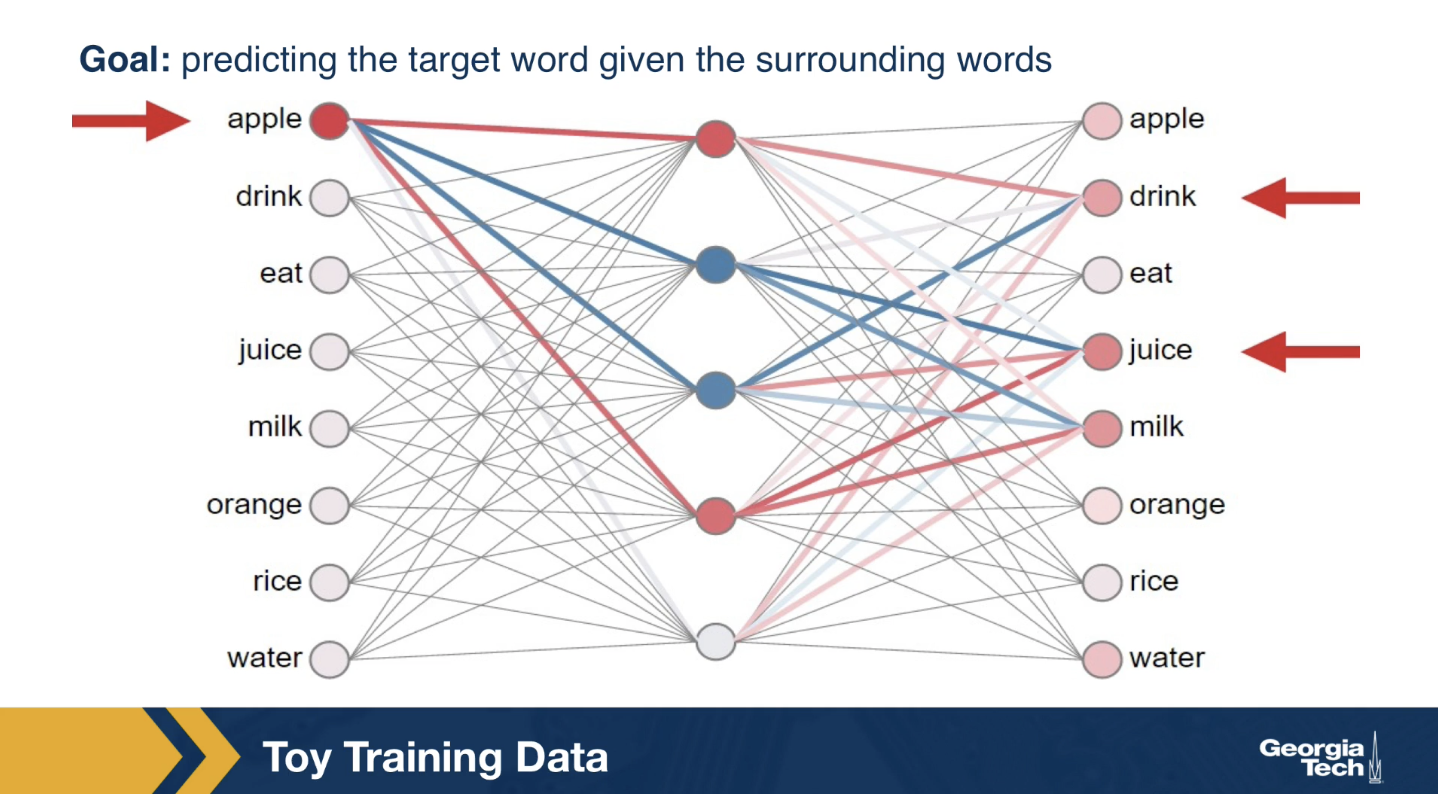 Goal: predicting the target word given the surrounding words
apple
drink
eat
juice
milk
orange
rice
water
apple
drink
eat
juice
milk
orange
rice
water
Toy Training Data
Georgia
Tech